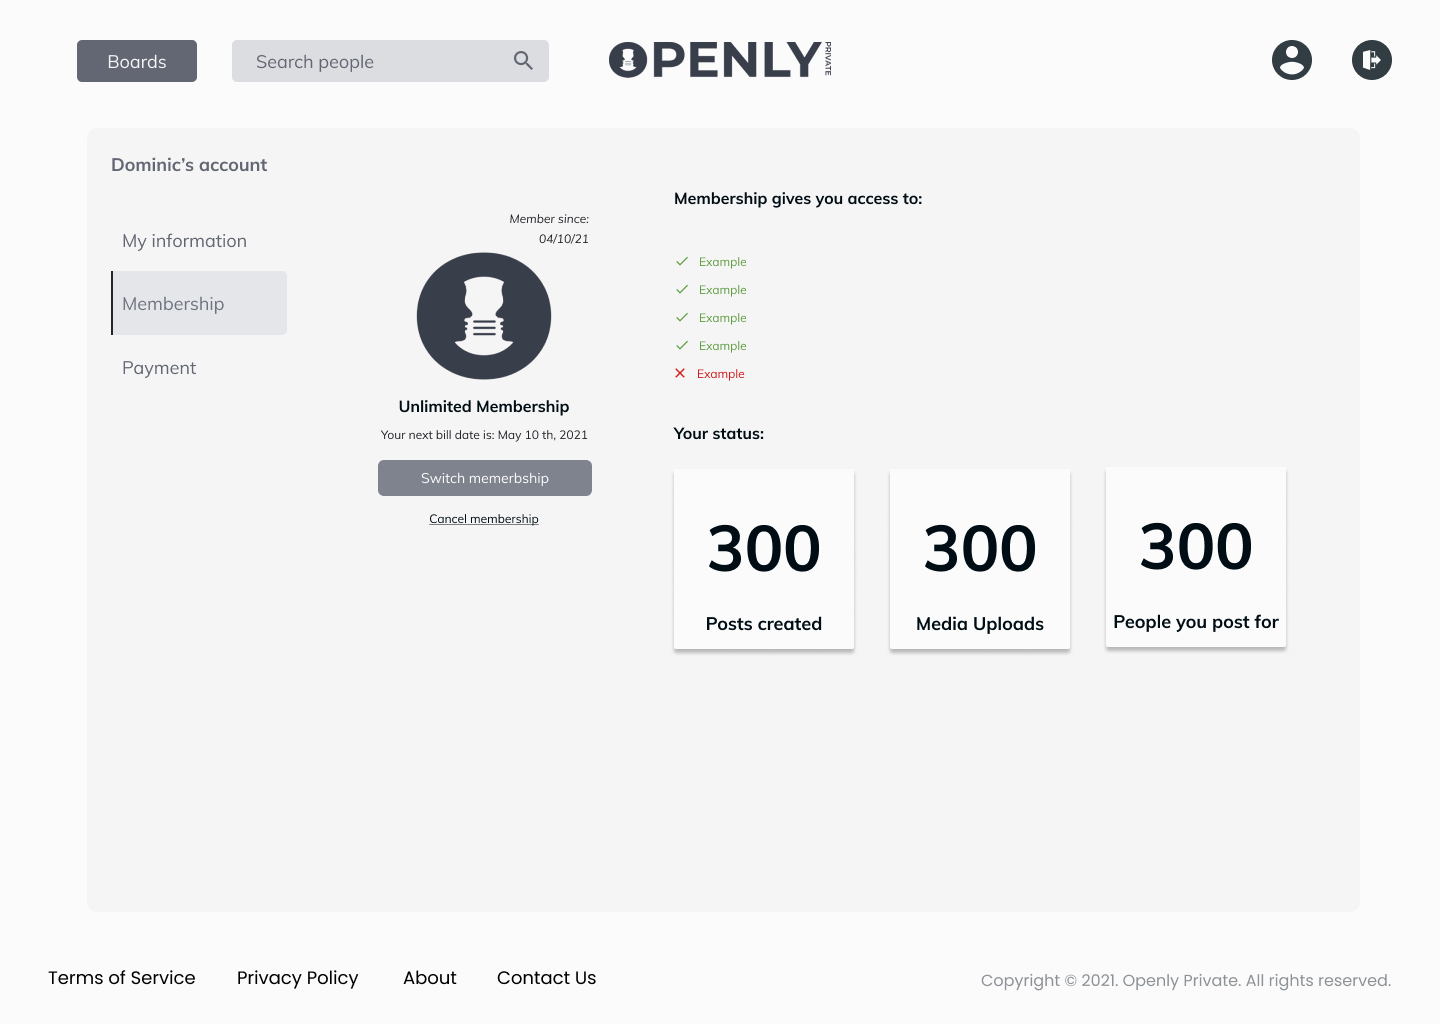 Boards
Search people
OPENLY
PRIVATE
Dominic's account
My information
Membership
Payment
Member since:
04/10/21
Unlimited Membership
Your next bill date is: May 10 th, 2021
Switch memerbship
Cancel membership
Membership gives you access to:
Example
Example
Example
Example
Example
Your status:
300
Posts created
300
Media Uploads
300
People you post for
Terms of Service
Privacy Policy
About
Contact Us
Copyright © 2021. Openly Private. All rights reserved.